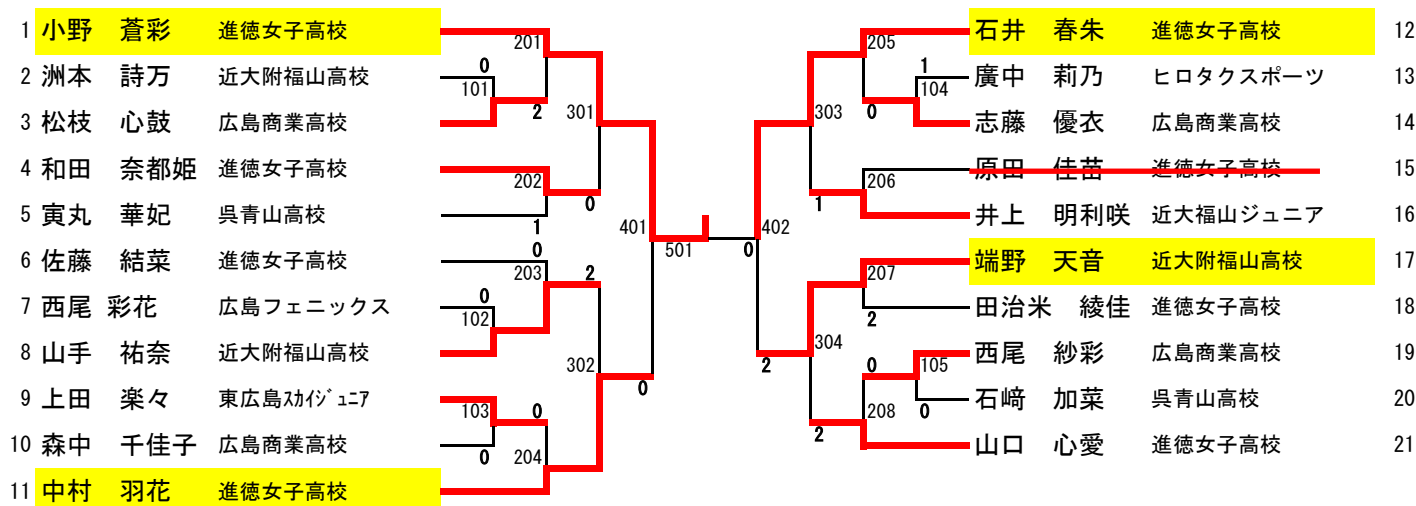 1 小野 蒼彩 進徳女子高校
2 洲本 詩万 近大附福山高校
3 松枝 心鼓 広島商業高校
4 和田 奈都姫 進徳女子高校
5 寅丸 華妃 呉青山高校
6 佐藤 結菜 進徳女子高校
7 西尾 彩花 広島フェニックス
8 山手 祐奈 近大附福山高校
9 上田 楽々 東広島ｽｶｲｼﾞｭﾆｱ
10 森中 千佳子 広島商業高校
11 中村 羽花 進徳女子高校
201
0
101
2
301
202
0
1
401
501
0
203
2
0
102
302
0
103
0
0
204
205
1
104
0
303
206
1
402
0
207
2
304
2
0
105
0
208
2
石井 春朱 進徳女子高校 12
廣中 莉乃 ヒロタクスポーツ 13
志藤 優衣 広島商業高校 14
原田 佳苗 進徳女子高校 15
井上 明利咲 近大福山ジュニア 16
端野 天音 近大附福山高校 17
田治米 綾佳 進徳女子高校 18
西尾 紗彩 広島商業高校 19
石﨑 加菜 呉青山高校 20
山口 心愛 進徳女子高校 21